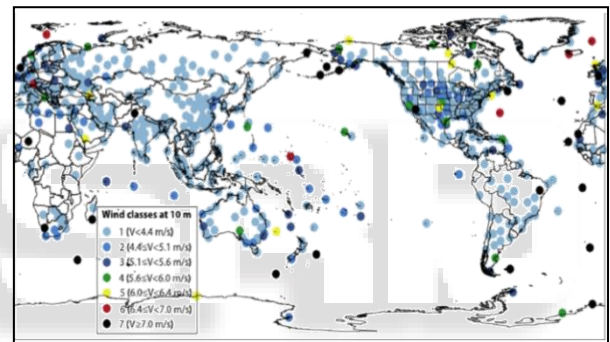 Wind classes at 10 m
1 (V<4.4 m/s)
2 (4.4≤V<5.1 m/s)
3 (5.1≤V<5.6 m/s)
4 (5.6≤V<6.0 m/s)
5 (6.0≤V<6.4 m/s)
6 (6.4≤V<7.0 m/s)
7 (V≥7.0 m/s)